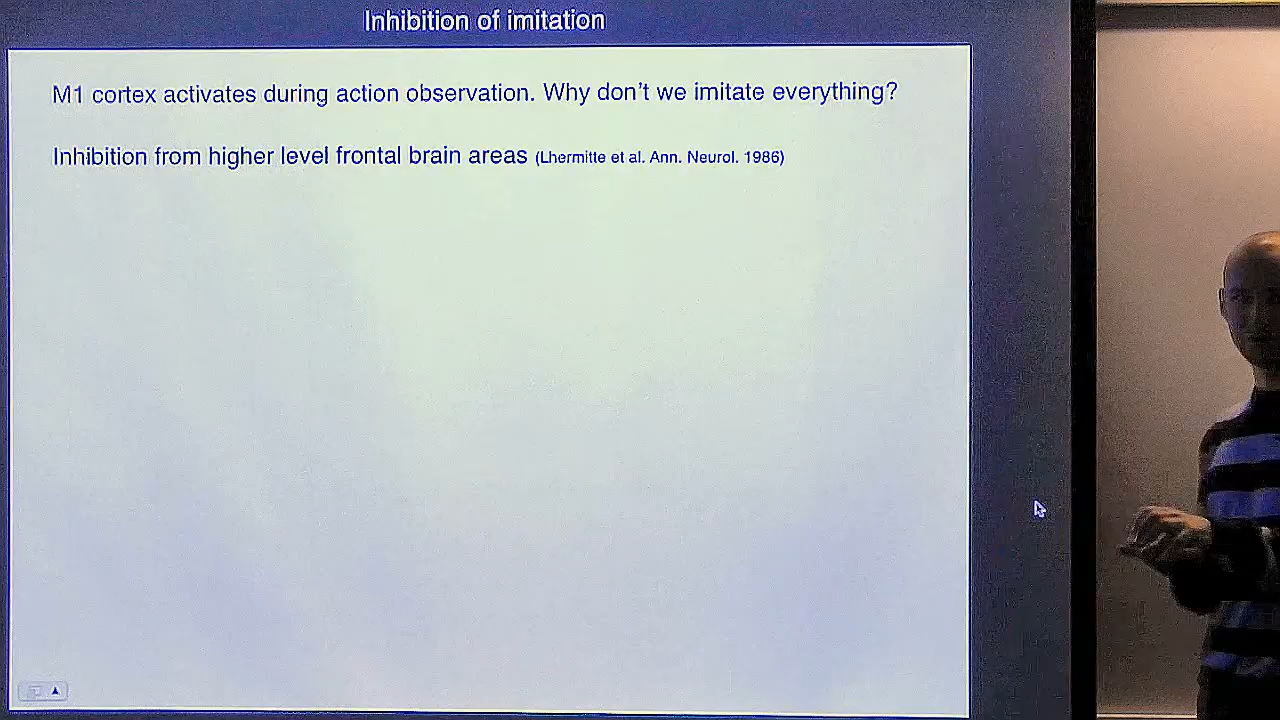 Inhibition of imitation
M1 cortex activates during action observation. Why don't we imitate everything?
Inhibition from higher level frontal brain areas (Lhermitte et al. Ann. Neurol. 1986)